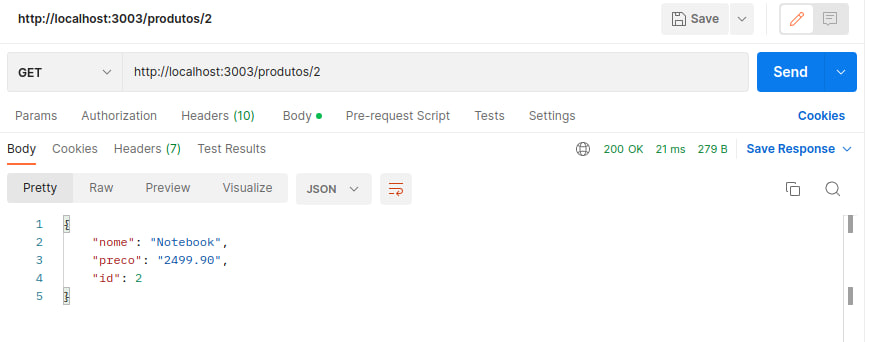 http://localhost:3003/produtos/2 Save
GET http://localhost:3003/produtos/2 Send
Params Authorization Headers (10) Body Pre-request Script Tests Settings Cookies
Body Cookies Headers (7) Test Results 200 OK 21 ms 279 B Save Response
Pretty Raw Preview Visualize JSON
1 {
2 "nome": "Notebook",
3 "preco": "2499.90",
4 "id": 2
5 }